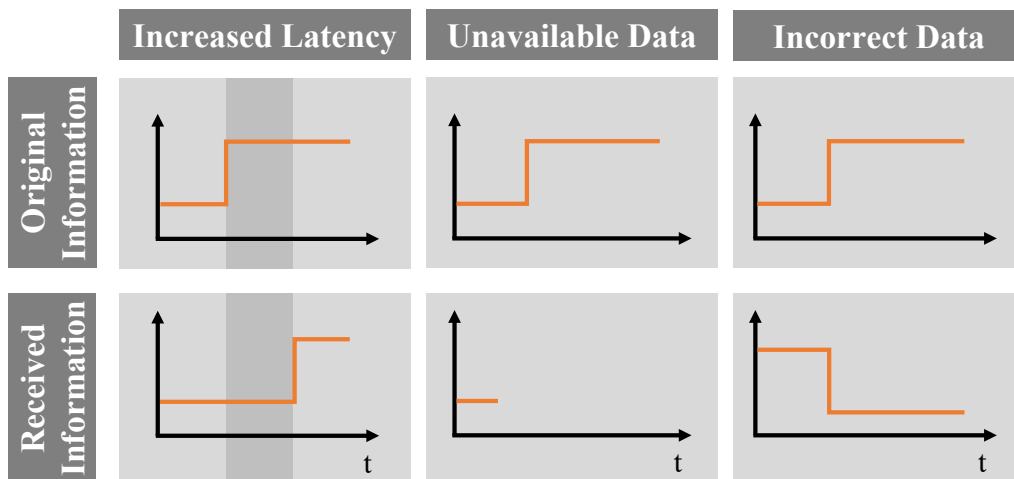 Increased Latency
Unavailable Data
Incorrect Data
Original
Information
Received
Information
t
t
t